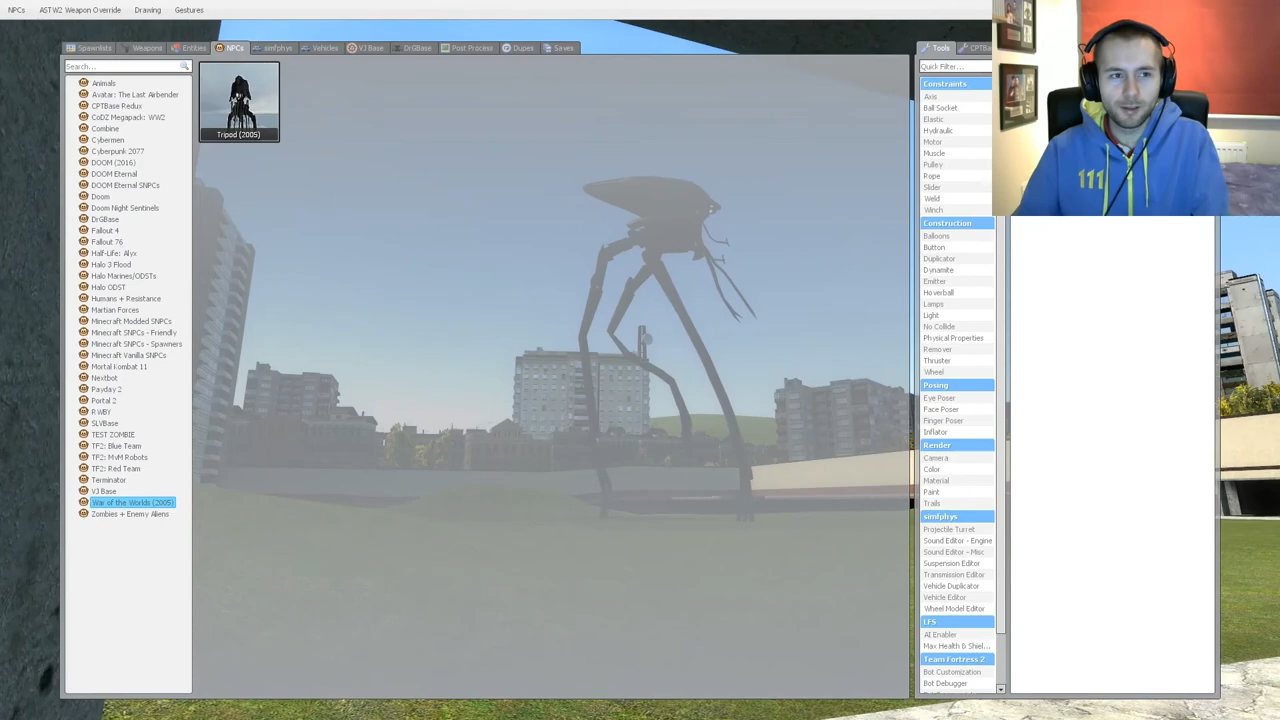 NPCs ASTW2 Weapon Override Drawing Gestures
Spawnlists Weapons Entities NPCs simfphys Vehicles VJ Base DrGBase Post Process Dupes Saves
Search...
Animals
Avatar: The Last Airbender
CPTBase Redux
CoDZ Megapack: WW2
Combine
Cybermen
Cyberpunk 2077
DOOM (2016)
DOOM Eternal
DOOM Eternal SNPCs
Doom
Doom Night Sentinels
DrGBase
Fallout 4
Fallout 76
Half-Life: Alyx
Halo 3 Flood
Halo Marines/ODSTs
Halo ODST
Humans + Resistance
Martian Forces
Minecraft Modded SNPCs
Minecraft SNPCs - Friendly
Minecraft SNPCs - Spawners
Minecraft Vanilla SNPCs
Mortal Kombat 11
Nextbot
Payday 2
Portal 2
RWBY
SLVBase
TEST ZOMBIE
TF2: Blue Team
TF2: MvM Robots
TF2: Red Team
Terminator
VJ Base
War of the Worlds (2005)
Zombies + Enemy Aliens
Tripod (2005)
Tools CPTBa
Quick Filter...
Constraints
Axis
Ball Socket
Elastic
Hydraulic
Motor
Muscle
Pulley
Rope
Slider
Weld
Winch
Construction
Balloons
Button
Duplicator
Dynamite
Emitter
Hoverball
Lamps
Light
No Collide
Physical Properties
Remover
Thruster
Wheel
Posing
Eye Poser
Face Poser
Finger Poser
Inflator
Render
Camera
Color
Material
Paint
Trails
simfphys
Projectile Turret
Sound Editor - Engine
Sound Editor - Misc
Suspension Editor
Transmission Editor
Vehicle Duplicator
Vehicle Editor
Wheel Model Editor
LFS
AI Enabler
Max Health & Shiel...
Team Fortress 2
Bot Customization
Bot Debugger
111